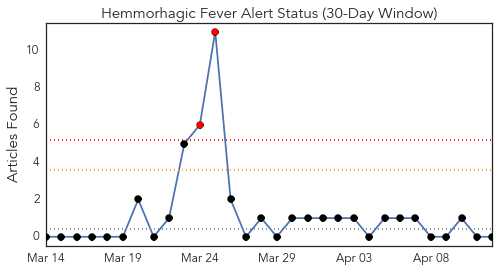 Hemmorhagic Fever Alert Status (30-Day Window)
Articles Found
10
8
6
4
2
0
Mar 14 Mar 19 Mar 24 Mar 29 Apr 03 Apr 08